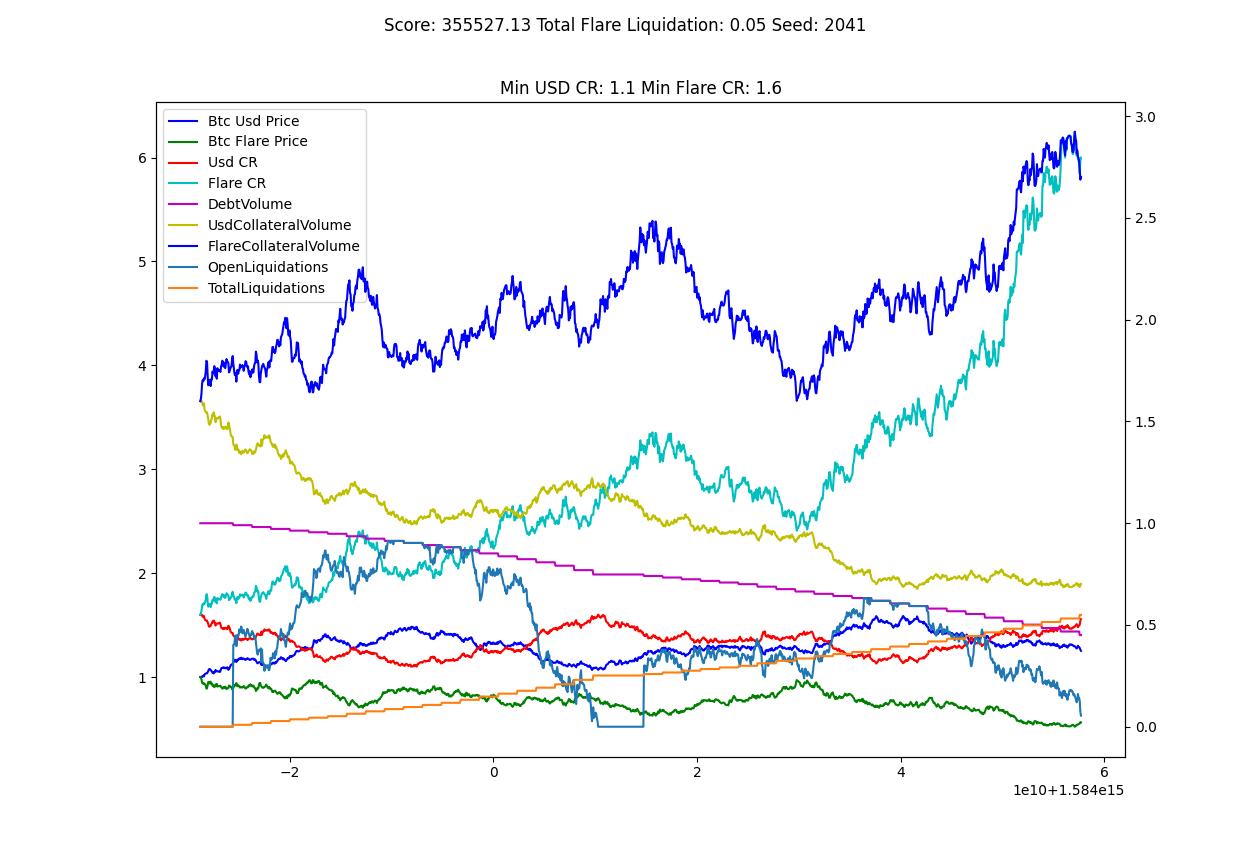 Score: 355527.13 Total Flare Liquidation: 0.05 Seed: 2041
Min USD CR: 1.1 Min Flare CR: 1.6
Btc Usd Price
Btc Flare Price
Usd CR
Flare CR
DebtVolume
UsdCollateralVolume
FlareCollateralVolume
OpenLiquidations
TotalLiquidations
6
5
4
3
2
1
3.0
2.5
2.0
1.5
1.0
0.5
0.0
−2 0 2 4 6
1e10+1.584e15